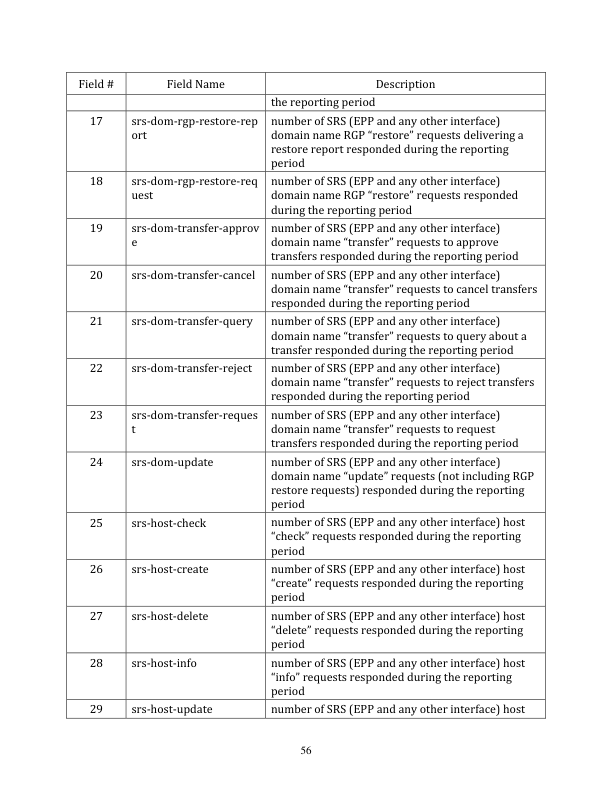 Field # Field Name Description
the reporting period
17 srs-dom-rgp-restore-rep number of SRS (EPP and any other interface)
ort domain name RGP “restore” requests delivering a
restore report responded during the reporting
period
18 srs-dom-rgp-restore-req number of SRS (EPP and any other interface)
uest domain name RGP “restore” requests responded
during the reporting period
19 srs-dom-transfer-approv number of SRS (EPP and any other interface)
e domain name “transfer” requests to approve
transfers responded during the reporting period
20 srs-dom-transfer-cancel number of SRS (EPP and any other interface)
domain name “transfer” requests to cancel transfers
responded during the reporting period
21 srs-dom-transfer-query number of SRS (EPP and any other interface)
domain name “transfer” requests to query about a
transfer responded during the reporting period
22 srs-dom-transfer-reject number of SRS (EPP and any other interface)
domain name “transfer” requests to reject transfers
responded during the reporting period
23 srs-dom-transfer-reques number of SRS (EPP and any other interface)
t domain name “transfer” requests to request
transfers responded during the reporting period
24 srs-dom-update number of SRS (EPP and any other interface)
domain name “update” requests (not including RGP
restore requests) responded during the reporting
period
25 srs-host-check number of SRS (EPP and any other interface) host
“check” requests responded during the reporting
period
26 srs-host-create number of SRS (EPP and any other interface) host
“create” requests responded during the reporting
period
27 srs-host-delete number of SRS (EPP and any other interface) host
“delete” requests responded during the reporting
period
28 srs-host-info number of SRS (EPP and any other interface) host
“info” requests responded during the reporting
period
29 srs-host-update number of SRS (EPP and any other interface) host
56